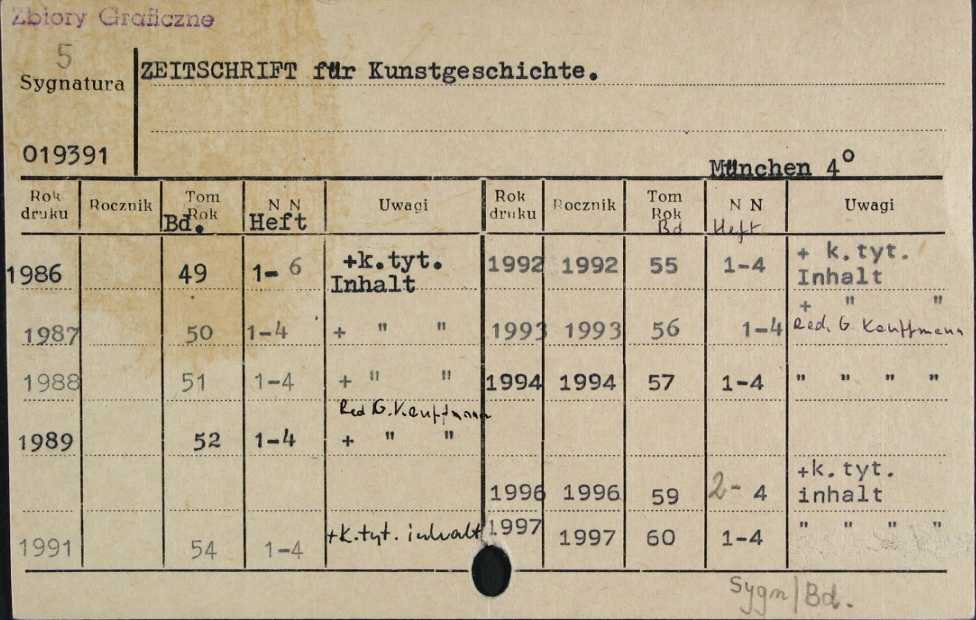 Zbiory Graficzne
5
Sygnatura
ZEITSCHRIFT für Kunstgeschichte.
019391
München 4°
Rok druku Rocznik Tom Rok N N Uwagi Rok druku Rocznik Tom Rok N N Uwagi
Bd. Heft Bd Heft
1986 49 1-6 +k.tyt. Inhalt 1992 1992 55 1-4 + k.tyt. Inhalt
1987 50 1-4 + " " 1993 1993 56 1-4 + " " Red. G. Kauffmann
1988 51 1-4 + " " 1994 1994 57 1-4 " " " "
Red G. Kauffmann
1989 52 1-4 + " "
1996 1996 59 2-4 +k.tyt. inhalt
1991 54 1-4 +k.tyt. inhalt 1997 1997 60 1-4 " " " "
Sygn/Bd.